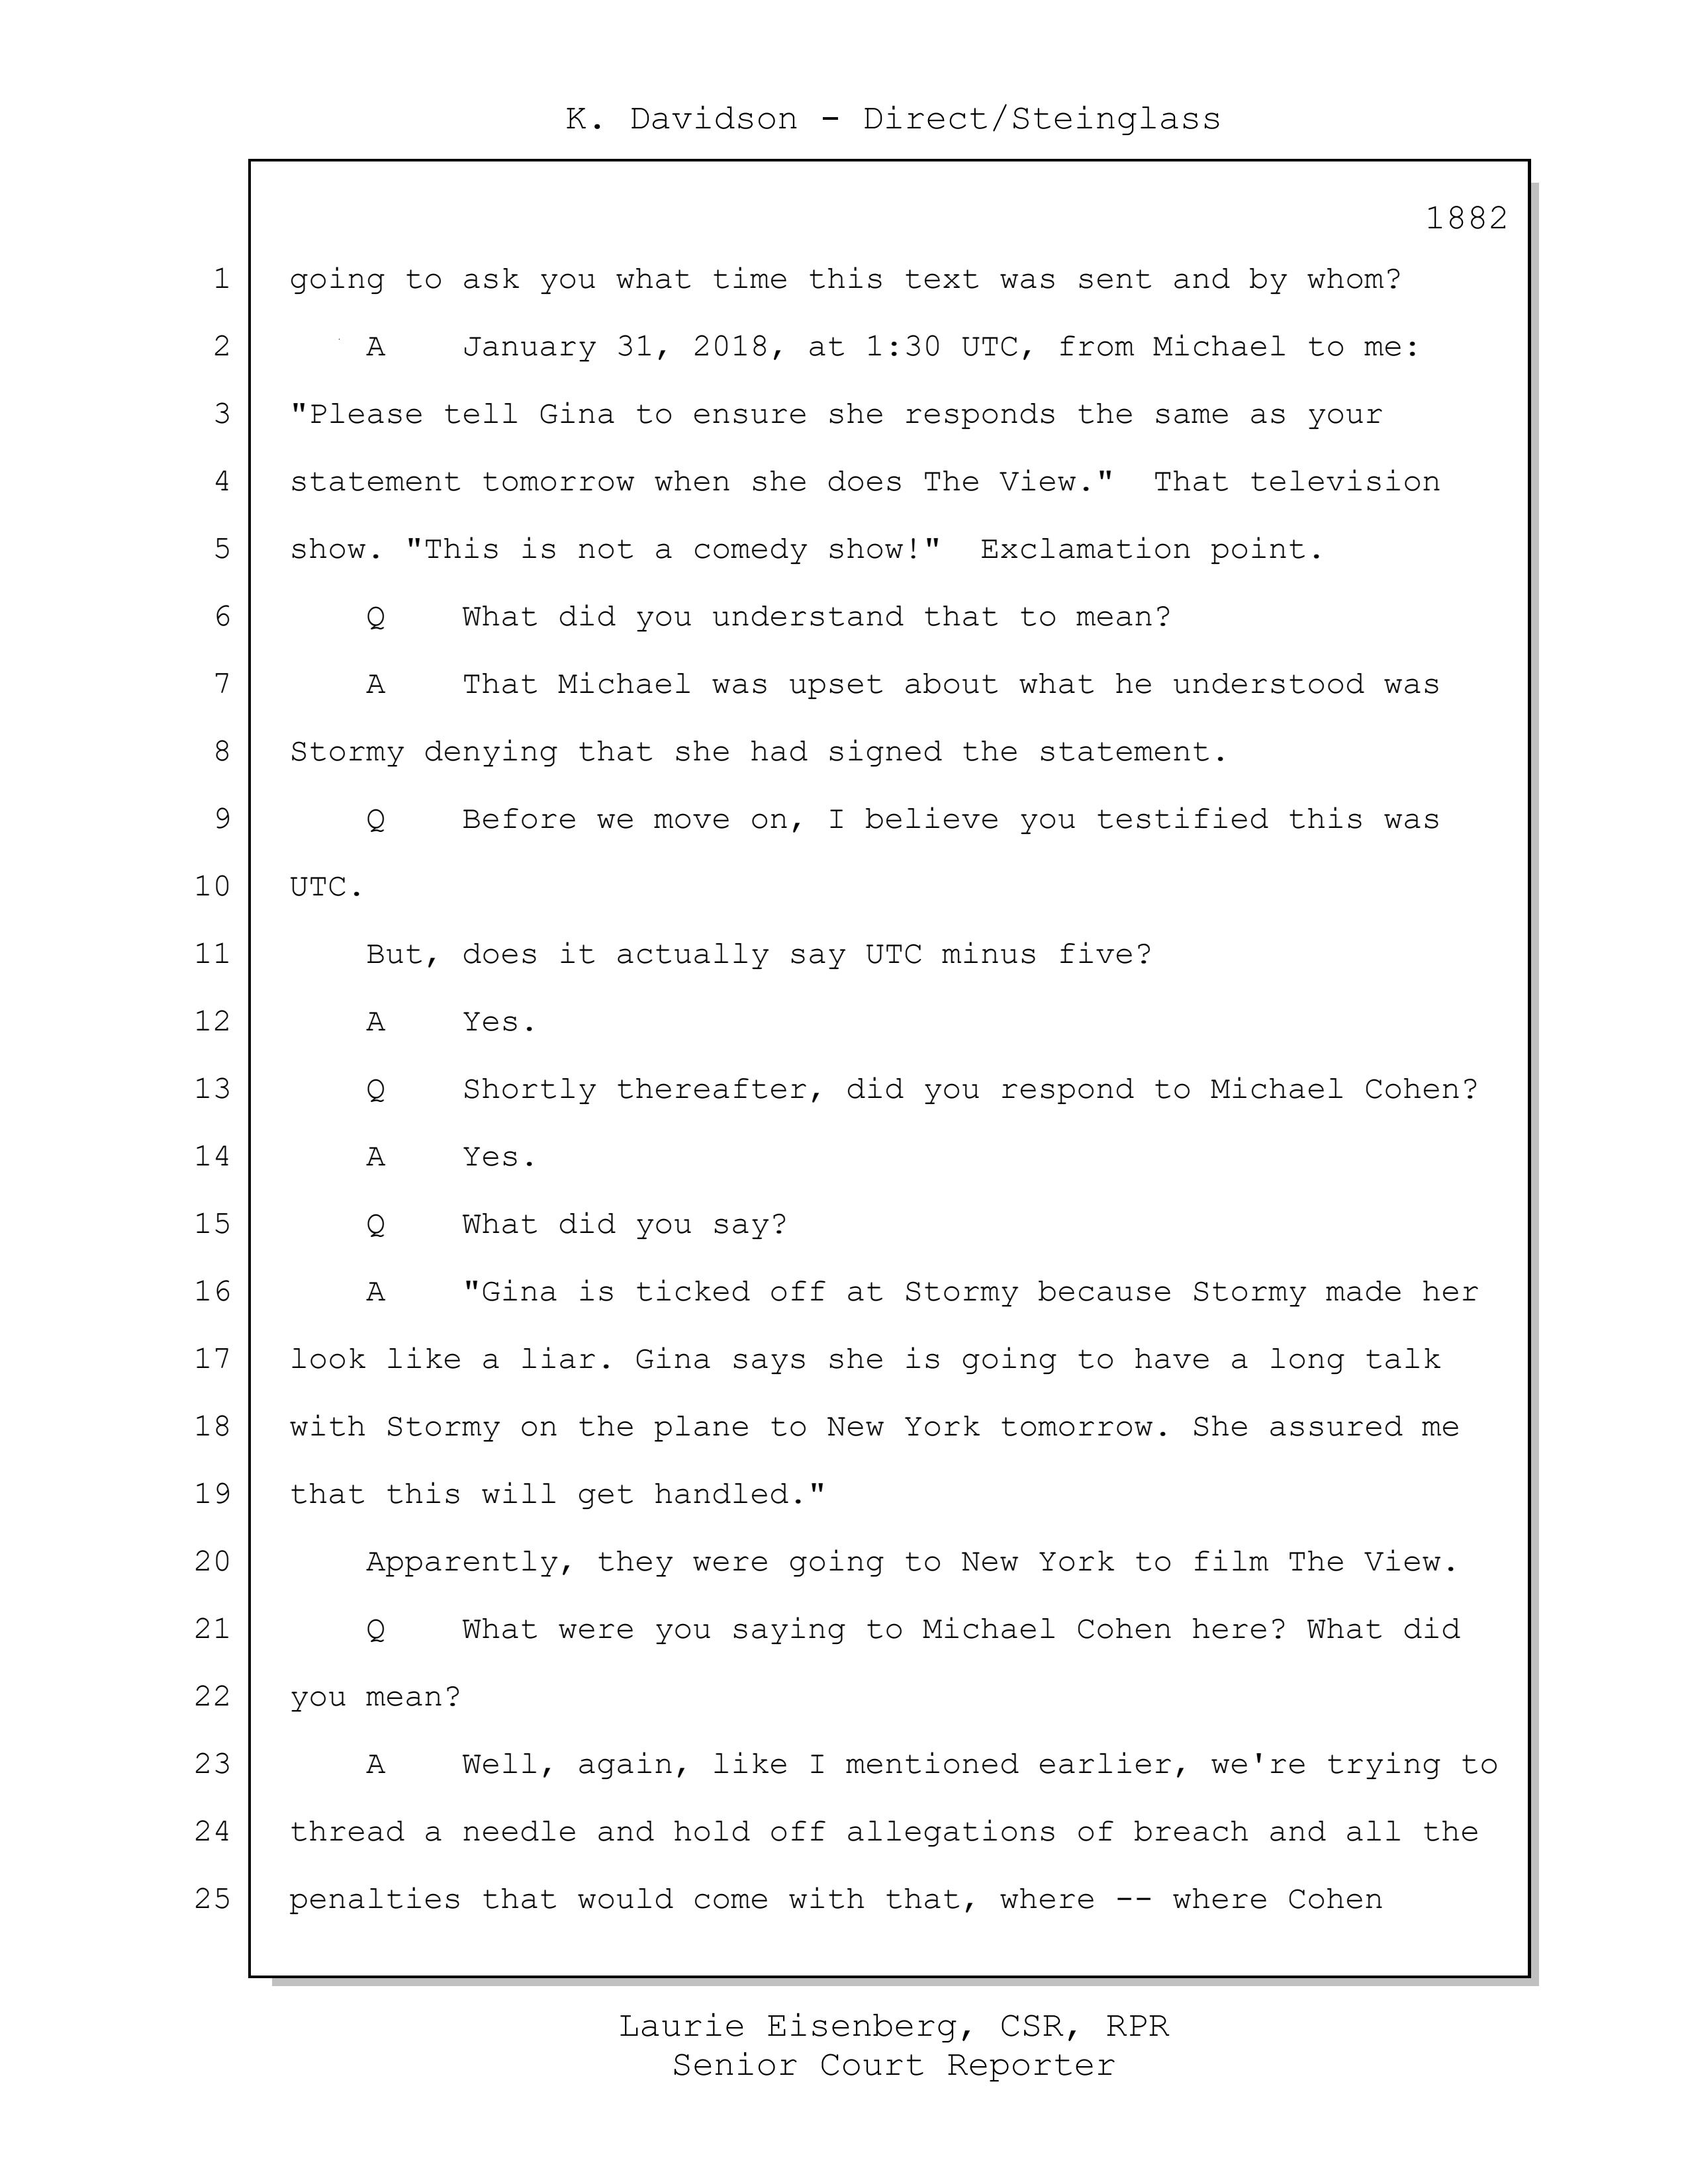 K. Davidson - Direct/Steinglass
1882
1 going to ask you what time this text was sent and by whom?
2 A January 31, 2018, at 1:30 UTC, from Michael to me:
3 "Please tell Gina to ensure she responds the same as your
4 statement tomorrow when she does The View." That television
5 show. "This is not a comedy show!" Exclamation point.
6 Q What did you understand that to mean?
7 A That Michael was upset about what he understood was
8 Stormy denying that she had signed the statement.
9 Q Before we move on, I believe you testified this was
10 UTC.
11 But, does it actually say UTC minus five?
12 A Yes.
13 Q Shortly thereafter, did you respond to Michael Cohen?
14 A Yes.
15 Q What did you say?
16 A "Gina is ticked off at Stormy because Stormy made her
17 look like a liar. Gina says she is going to have a long talk
18 with Stormy on the plane to New York tomorrow. She assured me
19 that this will get handled."
20 Apparently, they were going to New York to film The View.
21 Q What were you saying to Michael Cohen here? What did
22 you mean?
23 A Well, again, like I mentioned earlier, we're trying to
24 thread a needle and hold off allegations of breach and all the
25 penalties that would come with that, where -- where Cohen
Laurie Eisenberg, CSR, RPR
Senior Court Reporter